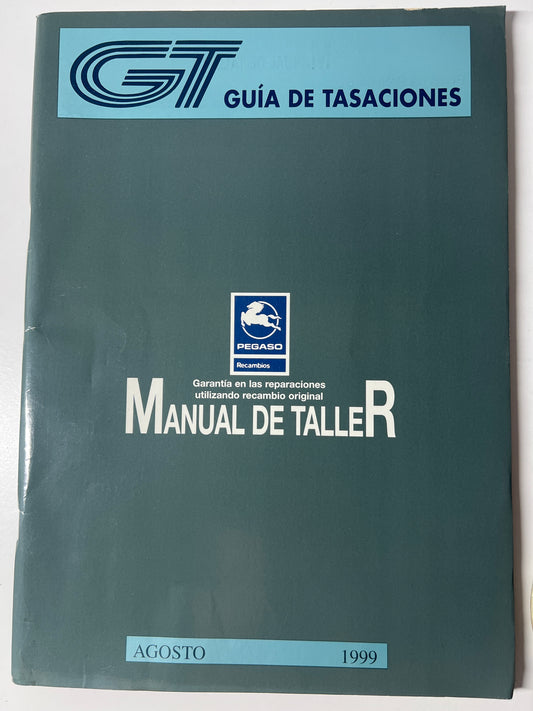 GT GUÍA DE TASACIONES
PEGASO
Recambios
Garantía en las reparaciones
utilizando recambio original
MANUAL DE TALLER
AGOSTO 1999